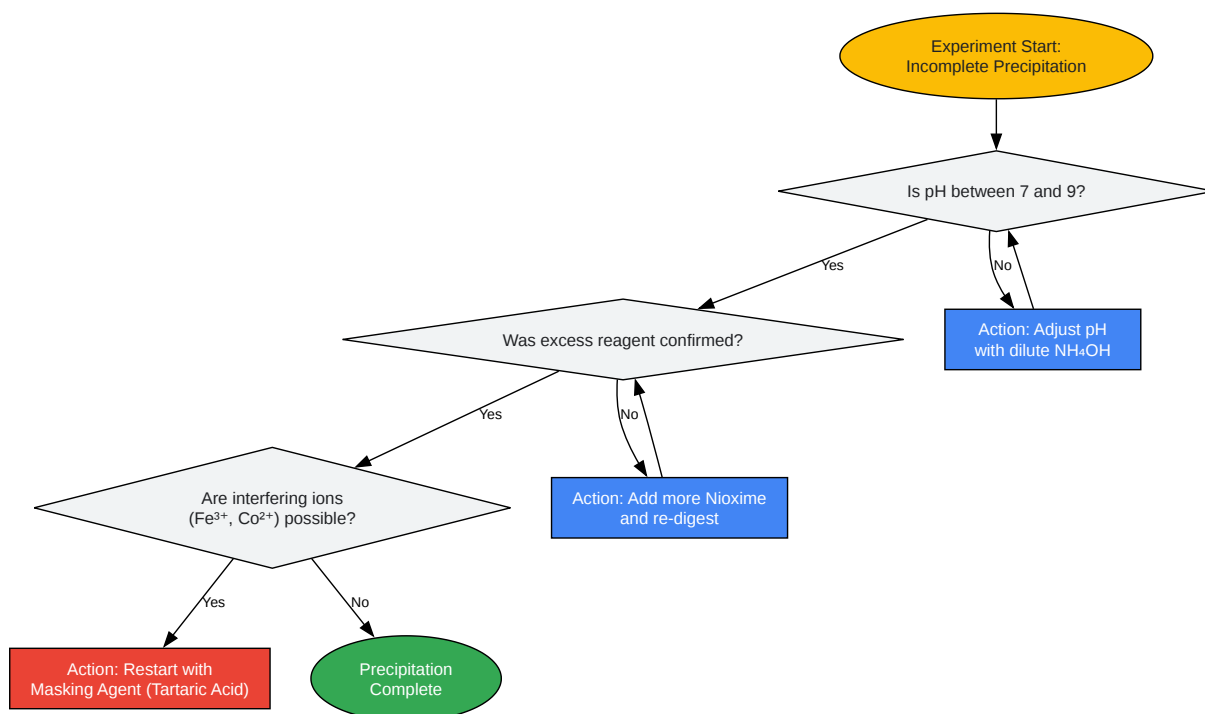 Experiment Start:
Incomplete Precipitation
Is pH between 7 and 9?
Yes
No
Action: Adjust pH
with dilute NH₄OH
Was excess reagent confirmed?
Yes
No
Action: Add more Nioxime
and re-digest
Are interfering ions
(Fe³⁺, Co²⁺) possible?
Yes
No
Action: Restart with
Masking Agent (Tartaric Acid)
Precipitation
Complete